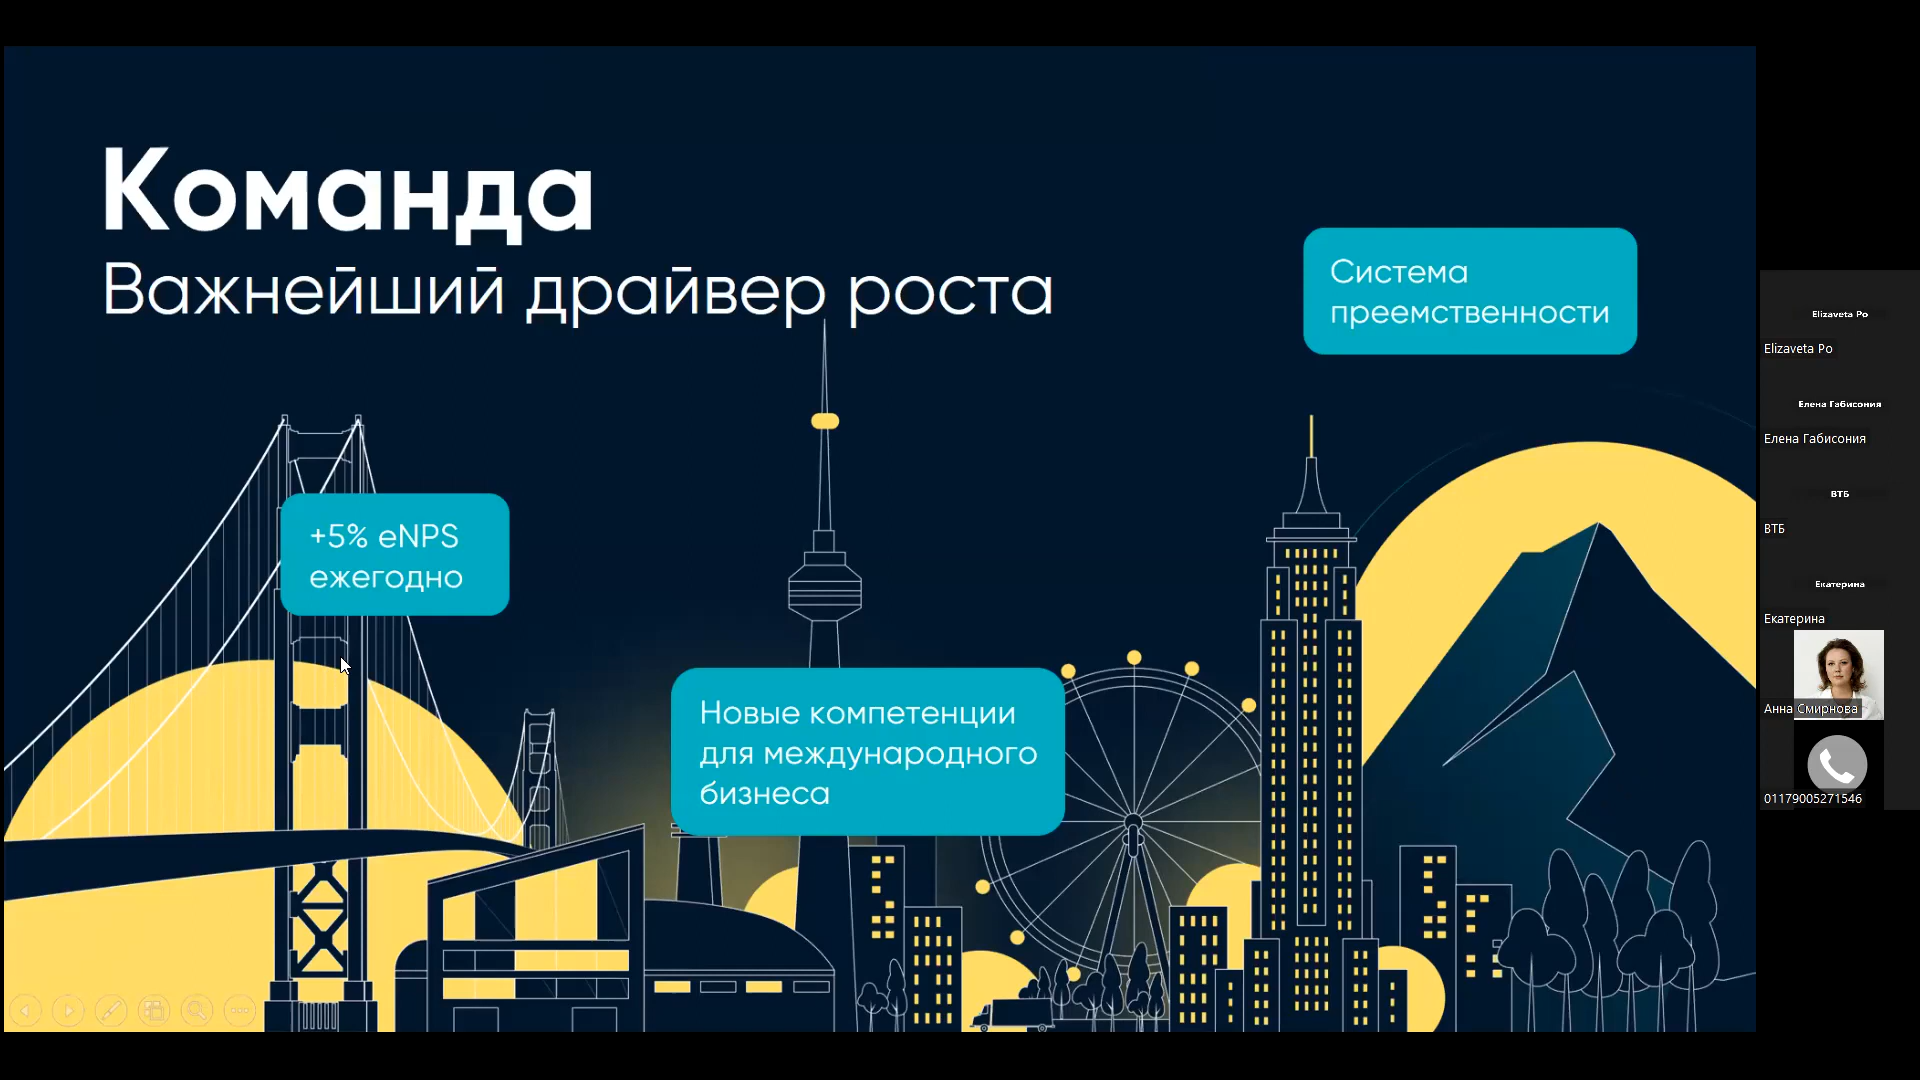 Команда
Важнейший драйвер роста
Система
преемственности
+5% eNPS
ежегодно
Новые компетенции
для международного
бизнеса
Elizaveta Po
Elizaveta Po
Елена Габисония
Елена Габисония
ВТБ
ВТБ
Екатерина
Екатерина
Анна Смирнова
01179005271546